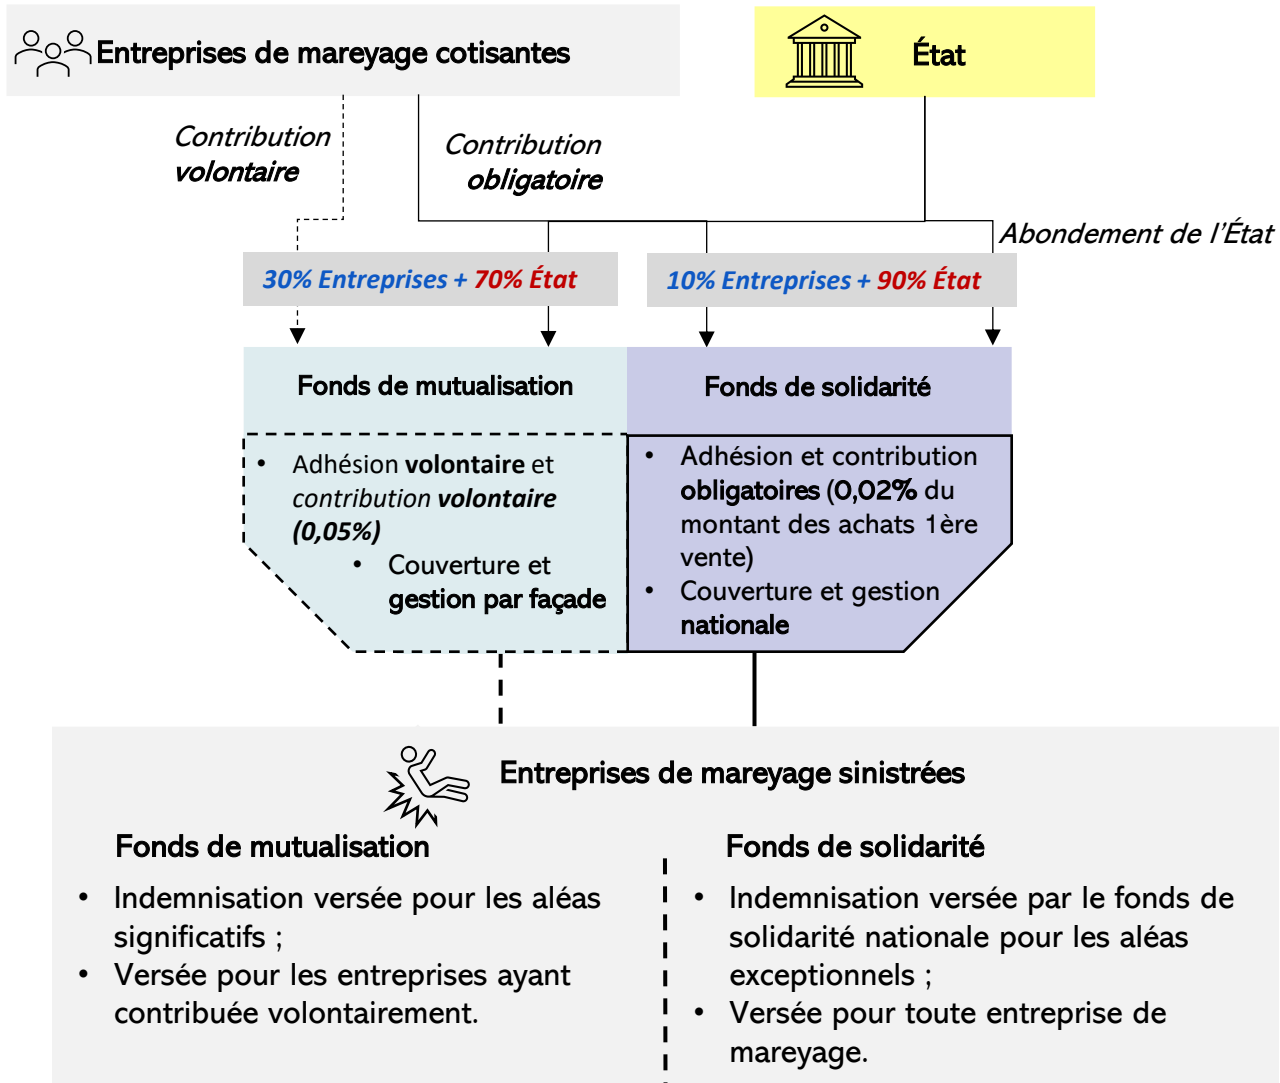 Entreprises de mareyage cotisantes
État
Contribution
volontaire
Contribution
obligatoire
Abondement de l'État
30% Entreprises + 70% État
10% Entreprises + 90% État
Fonds de mutualisation
• Adhésion volontaire et
contribution volontaire
(0,05%)
• Couverture et
gestion par façade
Fonds de solidarité
• Adhésion et contribution
obligatoires (0,02% du
montant des achats 1ère
vente)
• Couverture et gestion
nationale
Entreprises de mareyage sinistrées
Fonds de mutualisation
• Indemnisation versée pour les aléas
significatifs ;
• Versée pour les entreprises ayant
contribuée volontairement.
Fonds de solidarité
• Indemnisation versée par le fonds de
solidarité nationale pour les aléas
exceptionnels ;
• Versée pour toute entreprise de
mareyage.